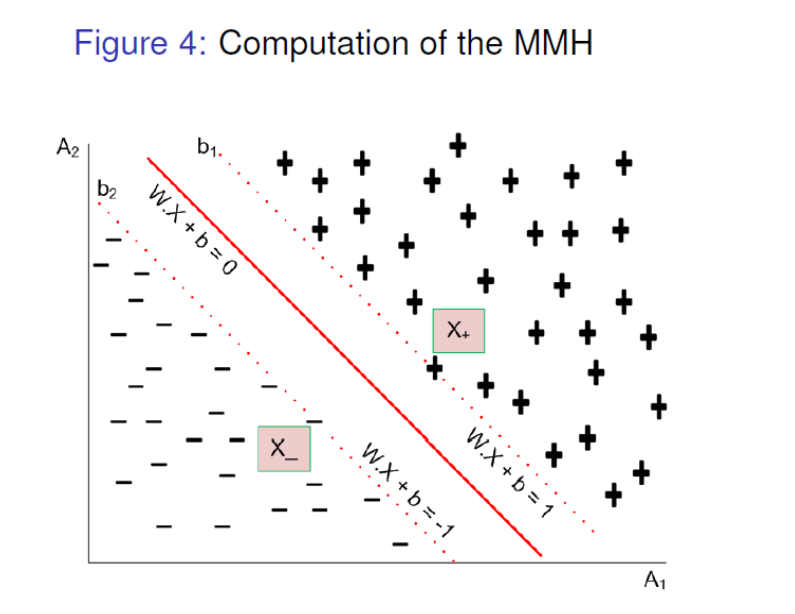 Figure 4: Computation of the MMH
A₂
b₁
b₂
W.X + b = 0
X₊
X_
W.X + b = 1
W.X + b = -1
A₁